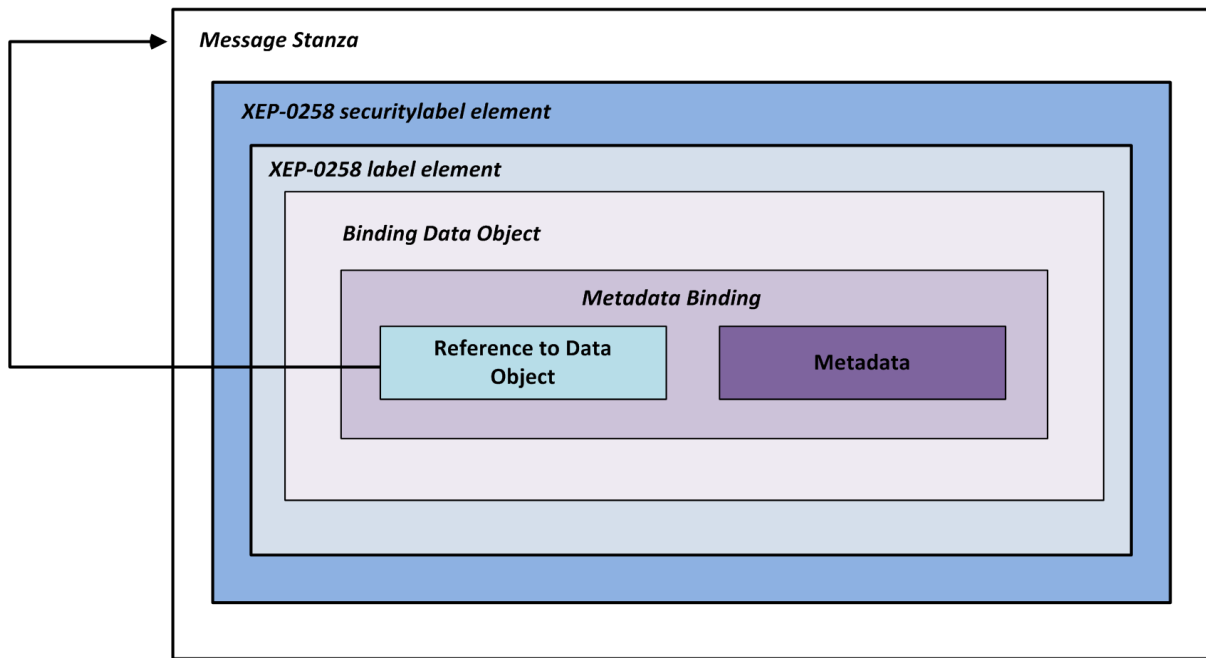 Message Stanza
XEP-0258 securitylabel element
XEP-0258 label element
Binding Data Object
Metadata Binding
Reference to Data
Object
Metadata